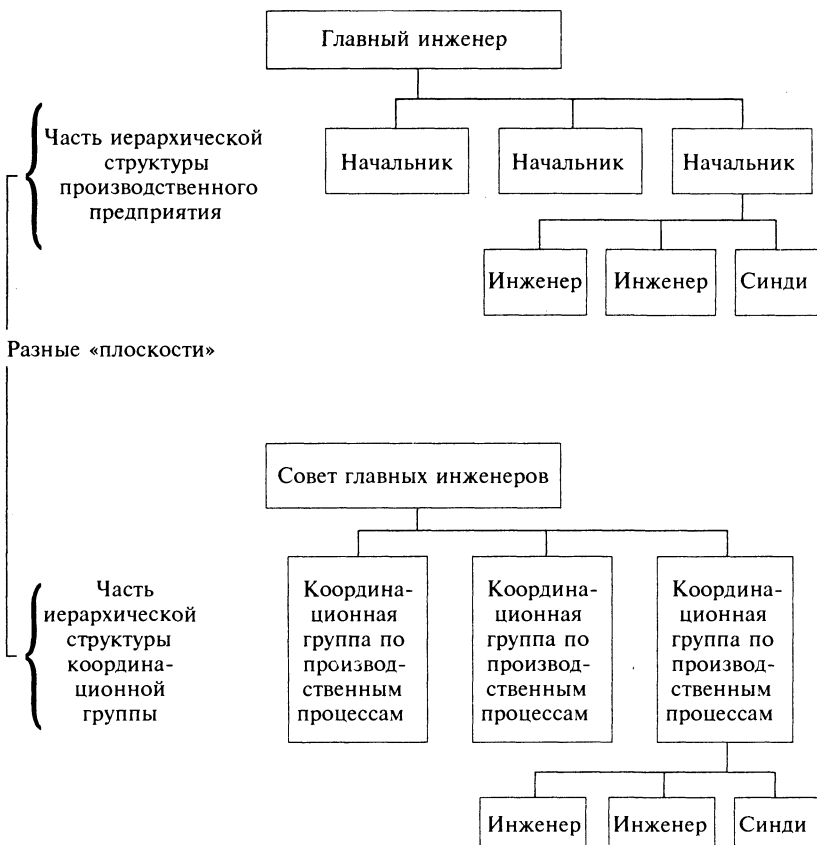 Главный инженер
Часть иерархической
структуры
производственного
предприятия
Начальник
Начальник
Начальник
Инженер
Инженер
Синди
Разные «плоскости»
Совет главных инженеров
Часть
иерархической
структуры
координа-
ционной
группы
Координа-
ционная
группа по
производ-
ственным
процессам
Координа-
ционная
группа по
производ-
ственным
процессам
Координа-
ционная
группа по
производ-
ственным
процессам
Инженер
Инженер
Синди